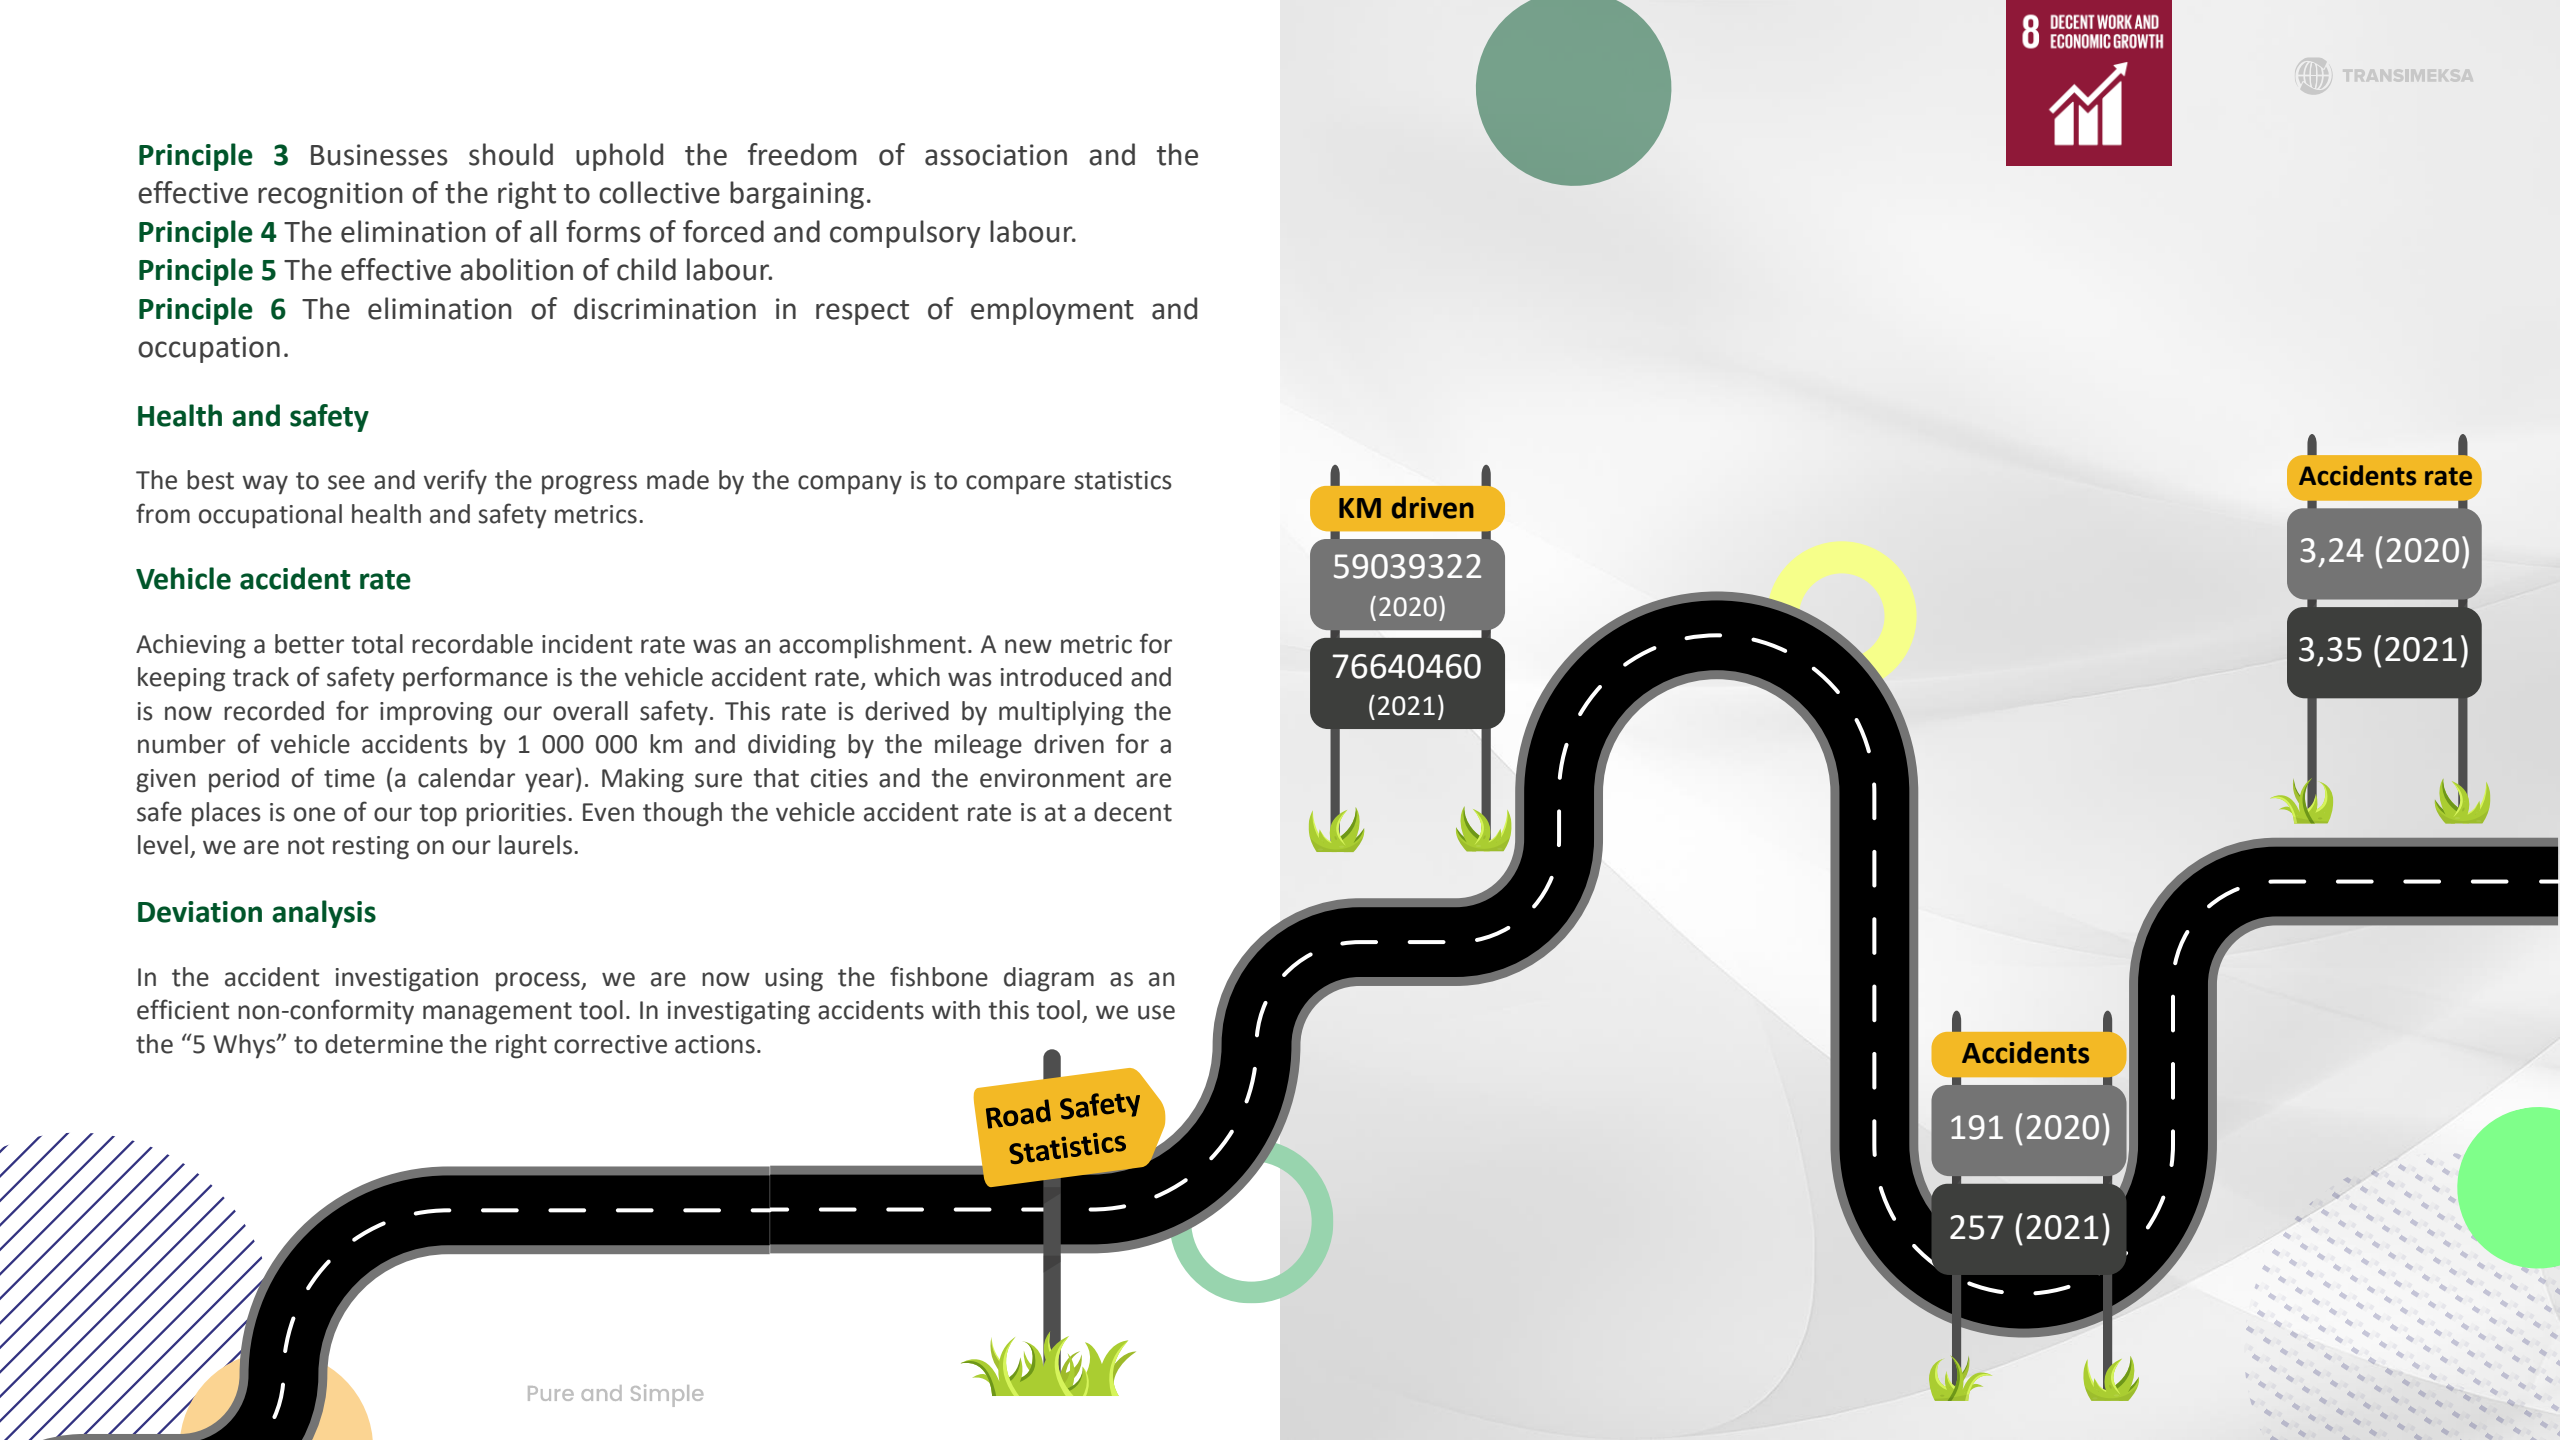 Principle 3 Businesses should uphold the freedom of association and the
effective recognition of the right to collective bargaining.
Principle 4 The elimination of all forms of forced and compulsory labour.
Principle 5 The effective abolition of child labour.
Principle 6 The elimination of discrimination in respect of employment and
occupation.
Health and safety
The best way to see and verify the progress made by the company is to compare statistics
from occupational health and safety metrics.
Vehicle accident rate
Achieving a better total recordable incident rate was an accomplishment. A new metric for
keeping track of safety performance is the vehicle accident rate, which was introduced and
is now recorded for improving our overall safety. This rate is derived by multiplying the
number of vehicle accidents by 1 000 000 km and dividing by the mileage driven for a
given period of time (a calendar year). Making sure that cities and the environment are
safe places is one of our top priorities. Even though the vehicle accident rate is at a decent
level, we are not resting on our laurels.
Deviation analysis
In the accident investigation process, we are now using the fishbone diagram as an
efficient non-conformity management tool. In investigating accidents with this tool, we use
the “5 Whys” to determine the right corrective actions.
Road Safety
Statistics
Pure and Simple
8 DECENT WORK AND
ECONOMIC GROWTH
TRANSIMEKSA
KM driven
59039322
(2020)
76640460
(2021)
Accidents
191 (2020)
257 (2021)
Accidents rate
3,24 (2020)
3,35 (2021)